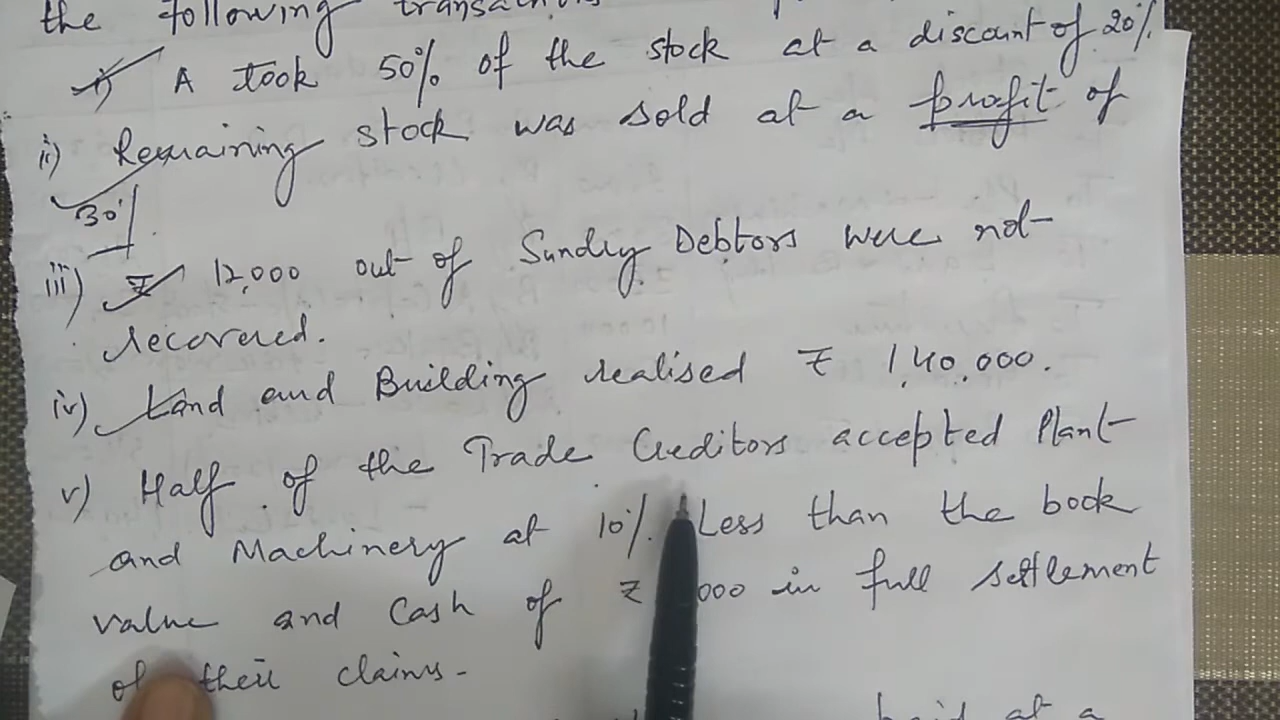 the following
i) A took 50% of the stock at a discount of 20%.
ii) Remaining stock was sold at a profit of
30%
iii) ₹ 12,000 out of Sundry Debtors were not
recovered.
iv) Land and Building realised ₹ 1,40,000.
v) Half of the Trade Creditors accepted Plant
and Machinery at 10% Less than the book
value and Cash of ₹ 000 in full settlement
of their claims.
at a